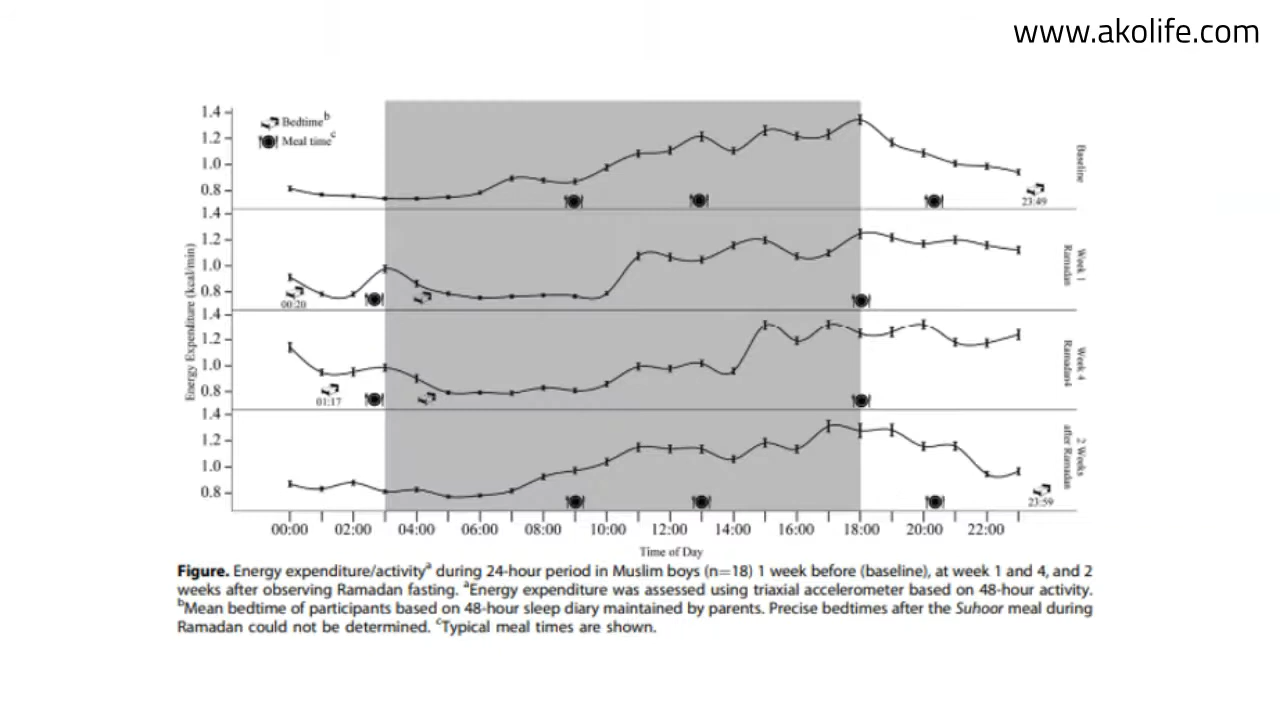 www.akolife.com
1.4
Bedtimeᵇ
1.2
Meal timeᶜ
1.0
0.8
Baseline
23:49
1.4
1.2
1.0
0.8
Week 1
Ramadan
00:20
1.4
1.2
1.0
0.8
Week 4
Ramadan4
01:17
1.4
1.2
1.0
0.8
2 Weeks
after Ramadan
23:59
Energy Expenditure (kcal/min)
00:00 02:00 04:00 06:00 08:00 10:00 12:00 14:00 16:00 18:00 20:00 22:00
Time of Day
Figure. Energy expenditure/activityᵃ during 24-hour period in Muslim boys (n=18) 1 week before (baseline), at week 1 and 4, and 2
weeks after observing Ramadan fasting. ᵃEnergy expenditure was assessed using triaxial accelerometer based on 48-hour activity.
ᵇMean bedtime of participants based on 48-hour sleep diary maintained by parents. Precise bedtimes after the Suhoor meal during
Ramadan could not be determined. ᶜTypical meal times are shown.